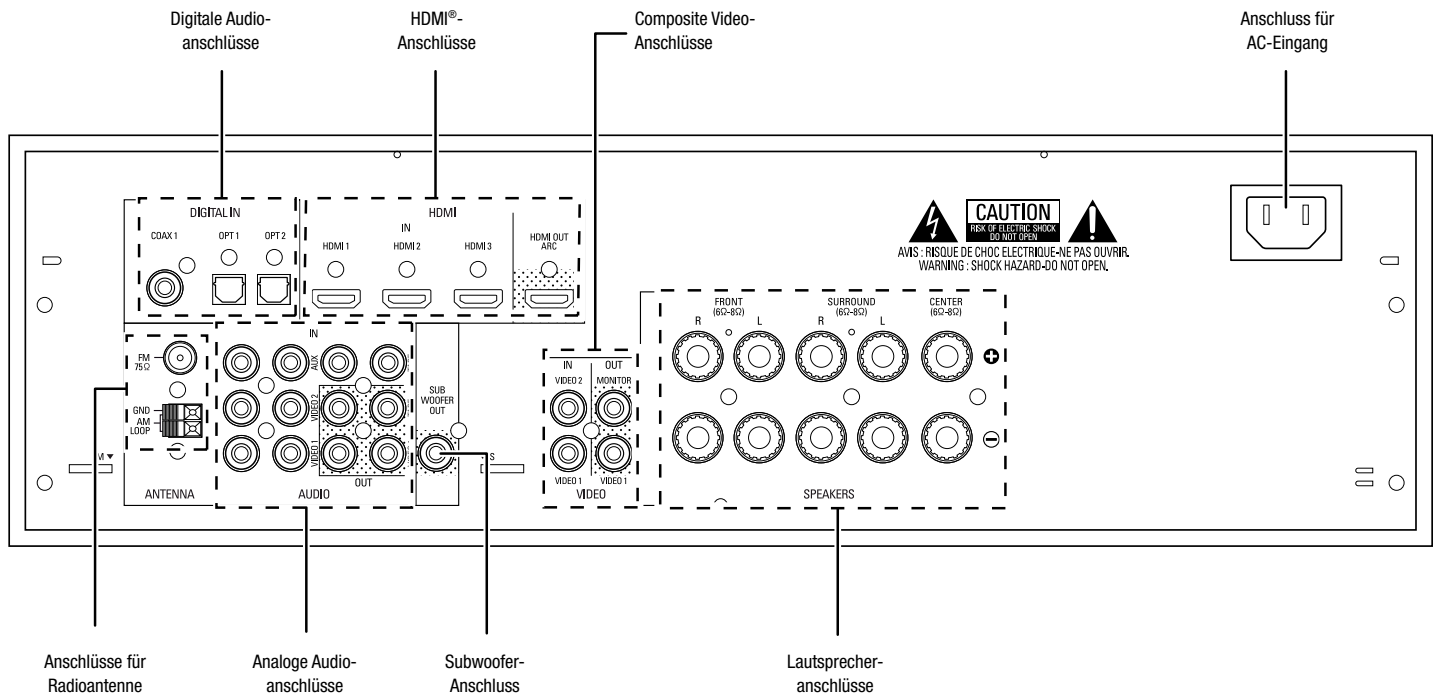 Digitale Audio-
anschlüsse
HDMI®-
Anschlüsse
Composite Video-
Anschlüsse
Anschluss für
AC-Eingang
DIGITAL IN
COAX 1
OPT 1
OPT 2
HDMI
IN
HDMI 1
HDMI 2
HDMI 3
HDMI OUT
ARC
CAUTION
RISK OF ELECTRIC SHOCK
DO NOT OPEN
AVIS : RISQUE DE CHOC ELECTRIQUE-NE PAS OUVRIR.
WARNING : SHOCK HAZARD-DO NOT OPEN.
FM
75Ω
GND
AM
LOOP
ANTENNA
IN
AUX
VIDEO 2
VIDEO 1
OUT
AUDIO
SUB
WOOFER
OUT
IN
OUT
VIDEO 2
MONITOR
VIDEO 1
VIDEO 1
VIDEO
FRONT
(6Ω-8Ω)
R
L
SURROUND
(6Ω-8Ω)
R
L
CENTER
(6Ω-8Ω)
SPEAKERS
Anschlüsse für
Radioantenne
Analoge Audio-
anschlüsse
Subwoofer-
Anschluss
Lautsprecher-
anschlüsse